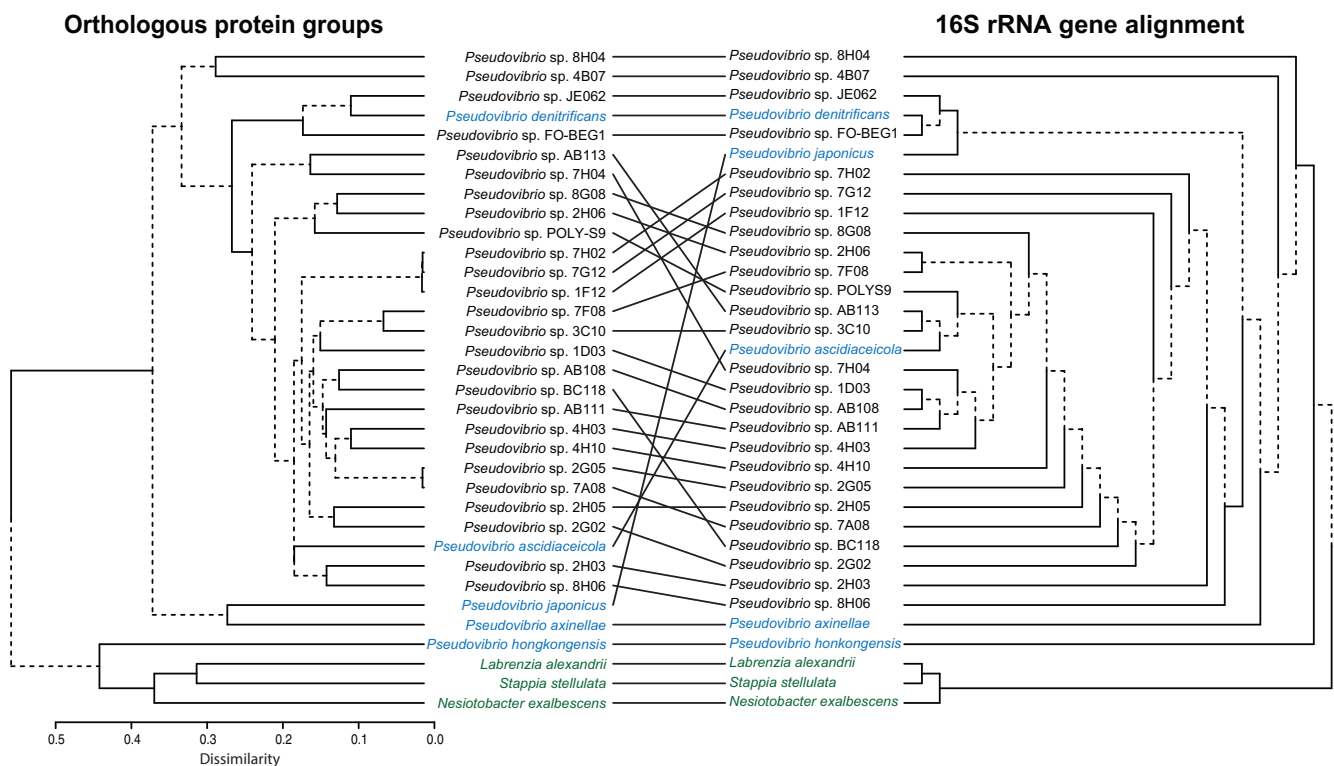 Orthologous protein groups
16S rRNA gene alignment
Pseudovibrio sp. 8H04
Pseudovibrio sp. 4B07
Pseudovibrio sp. JE062
Pseudovibrio denitrificans
Pseudovibrio sp. FO-BEG1
Pseudovibrio sp. AB113
Pseudovibrio sp. 7H04
Pseudovibrio sp. 8G08
Pseudovibrio sp. 2H06
Pseudovibrio sp. POLY-S9
Pseudovibrio sp. 7H02
Pseudovibrio sp. 7G12
Pseudovibrio sp. 1F12
Pseudovibrio sp. 7F08
Pseudovibrio sp. 3C10
Pseudovibrio sp. 1D03
Pseudovibrio sp. AB108
Pseudovibrio sp. BC118
Pseudovibrio sp. AB111
Pseudovibrio sp. 4H03
Pseudovibrio sp. 4H10
Pseudovibrio sp. 2G05
Pseudovibrio sp. 7A08
Pseudovibrio sp. 2H05
Pseudovibrio sp. 2G02
Pseudovibrio ascidiaceicola
Pseudovibrio sp. 2H03
Pseudovibrio sp. 8H06
Pseudovibrio japonicus
Pseudovibrio axinellae
Pseudovibrio hongkongensis
Labrenzia alexandrii
Stappia stellulata
Nesiotobacter exalbescens
Pseudovibrio sp. 8H04
Pseudovibrio sp. 4B07
Pseudovibrio sp. JE062
Pseudovibrio denitrificans
Pseudovibrio sp. FO-BEG1
Pseudovibrio japonicus
Pseudovibrio sp. 7H02
Pseudovibrio sp. 7G12
Pseudovibrio sp. 1F12
Pseudovibrio sp. 8G08
Pseudovibrio sp. 2H06
Pseudovibrio sp. 7F08
Pseudovibrio sp. POLYS9
Pseudovibrio sp. AB113
Pseudovibrio sp. 3C10
Pseudovibrio ascidiaceicola
Pseudovibrio sp. 7H04
Pseudovibrio sp. 1D03
Pseudovibrio sp. AB108
Pseudovibrio sp. AB111
Pseudovibrio sp. 4H03
Pseudovibrio sp. 4H10
Pseudovibrio sp. 2G05
Pseudovibrio sp. 2H05
Pseudovibrio sp. 7A08
Pseudovibrio sp. BC118
Pseudovibrio sp. 2G02
Pseudovibrio sp. 2H03
Pseudovibrio sp. 8H06
Pseudovibrio axinellae
Pseudovibrio honkongensis
Labrenzia alexandrii
Stappia stellulata
Nesiotobacter exalbescens
0.5 0.4 0.3 0.2 0.1 0.0
Dissimilarity